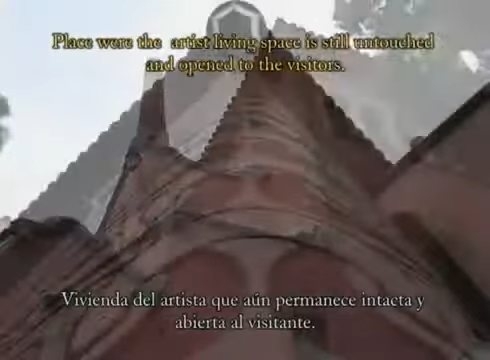 Place were the artist living space is still untouched
and opened to the visitors.
Vivienda del artista que aún permanece intacta y
abierta al visitante.